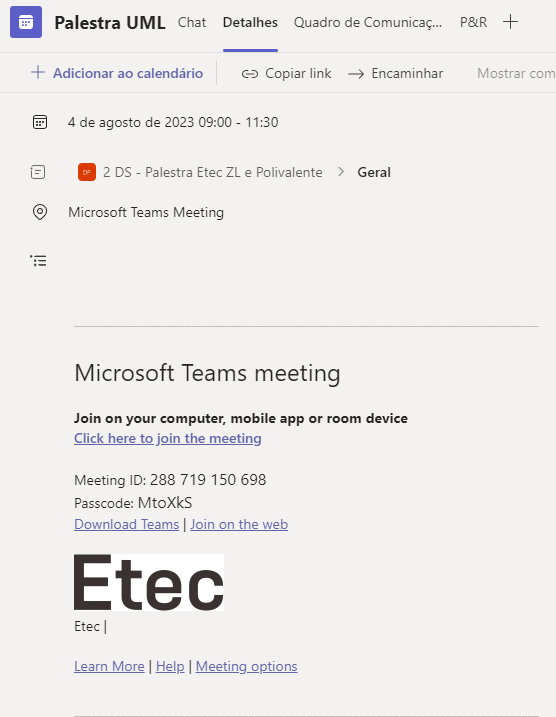 Palestra UML Chat Detalhes Quadro de Comunicaç... P&R
Adicionar ao calendário Copiar link Encaminhar Mostrar com
4 de agosto de 2023 09:00 - 11:30
DP 2 DS - Palestra Etec ZL e Polivalente > Geral
Microsoft Teams Meeting
Microsoft Teams meeting
Join on your computer, mobile app or room device
Click here to join the meeting
Meeting ID: 288 719 150 698
Passcode: MtoXkS
Download Teams | Join on the web
Etec
Etec |
Learn More | Help | Meeting options